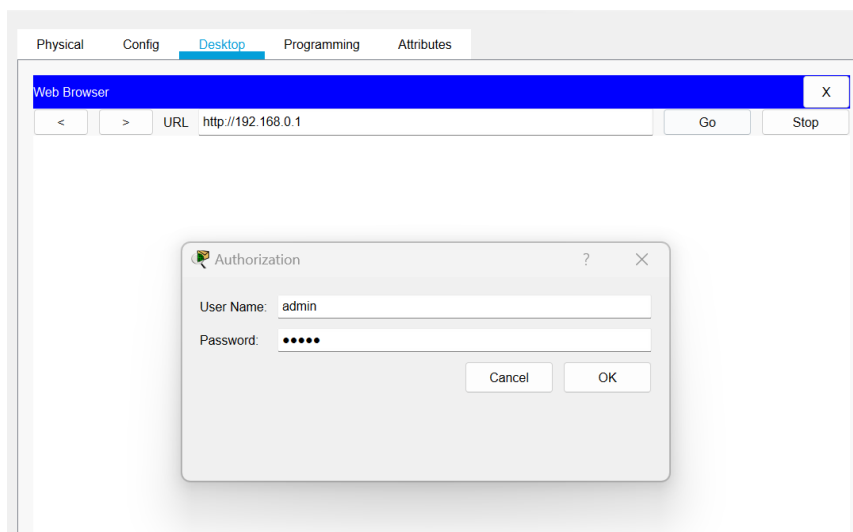 Physical Config Desktop Programming Attributes
Web Browser X
< > URL http://192.168.0.1 Go Stop
Authorization ? ×
User Name: admin
Password: •••••
Cancel OK